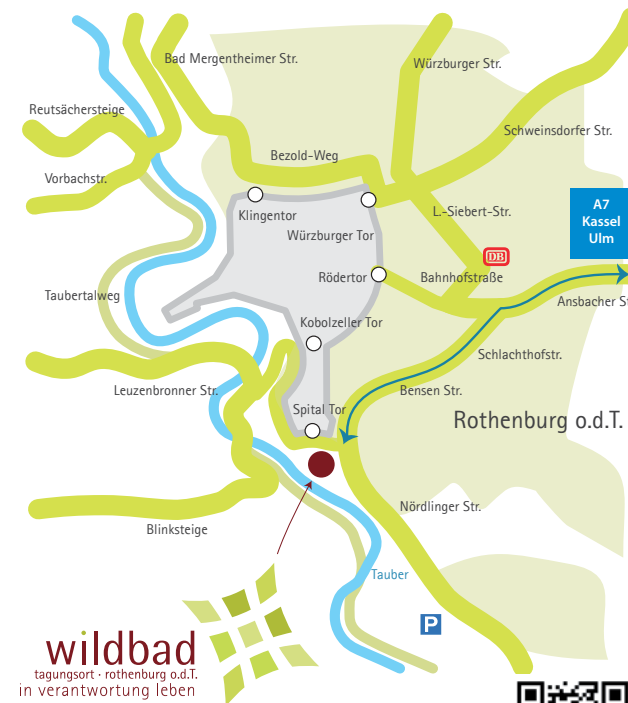 Bad Mergentheimer Str.
Würzburger Str.
Reutsächersteige
Schweinsdorfer Str.
Bezold-Weg
Vorbachstr.
A7
Kassel
Ulm
Klingentor
L.-Siebert-Str.
Würzburger Tor
DB
Rödertor
Bahnhofstraße
Taubertalweg
Ansbacher St
Kobolzeller Tor
Schlachthofstr.
Leuzenbronner Str.
Bensen Str.
Spital Tor
Rothenburg o.d.T.
Nördlinger Str.
Blinksteige
Tauber
P
wildbad
tagungsort · rothenburg o.d.T.
in verantwortung leben